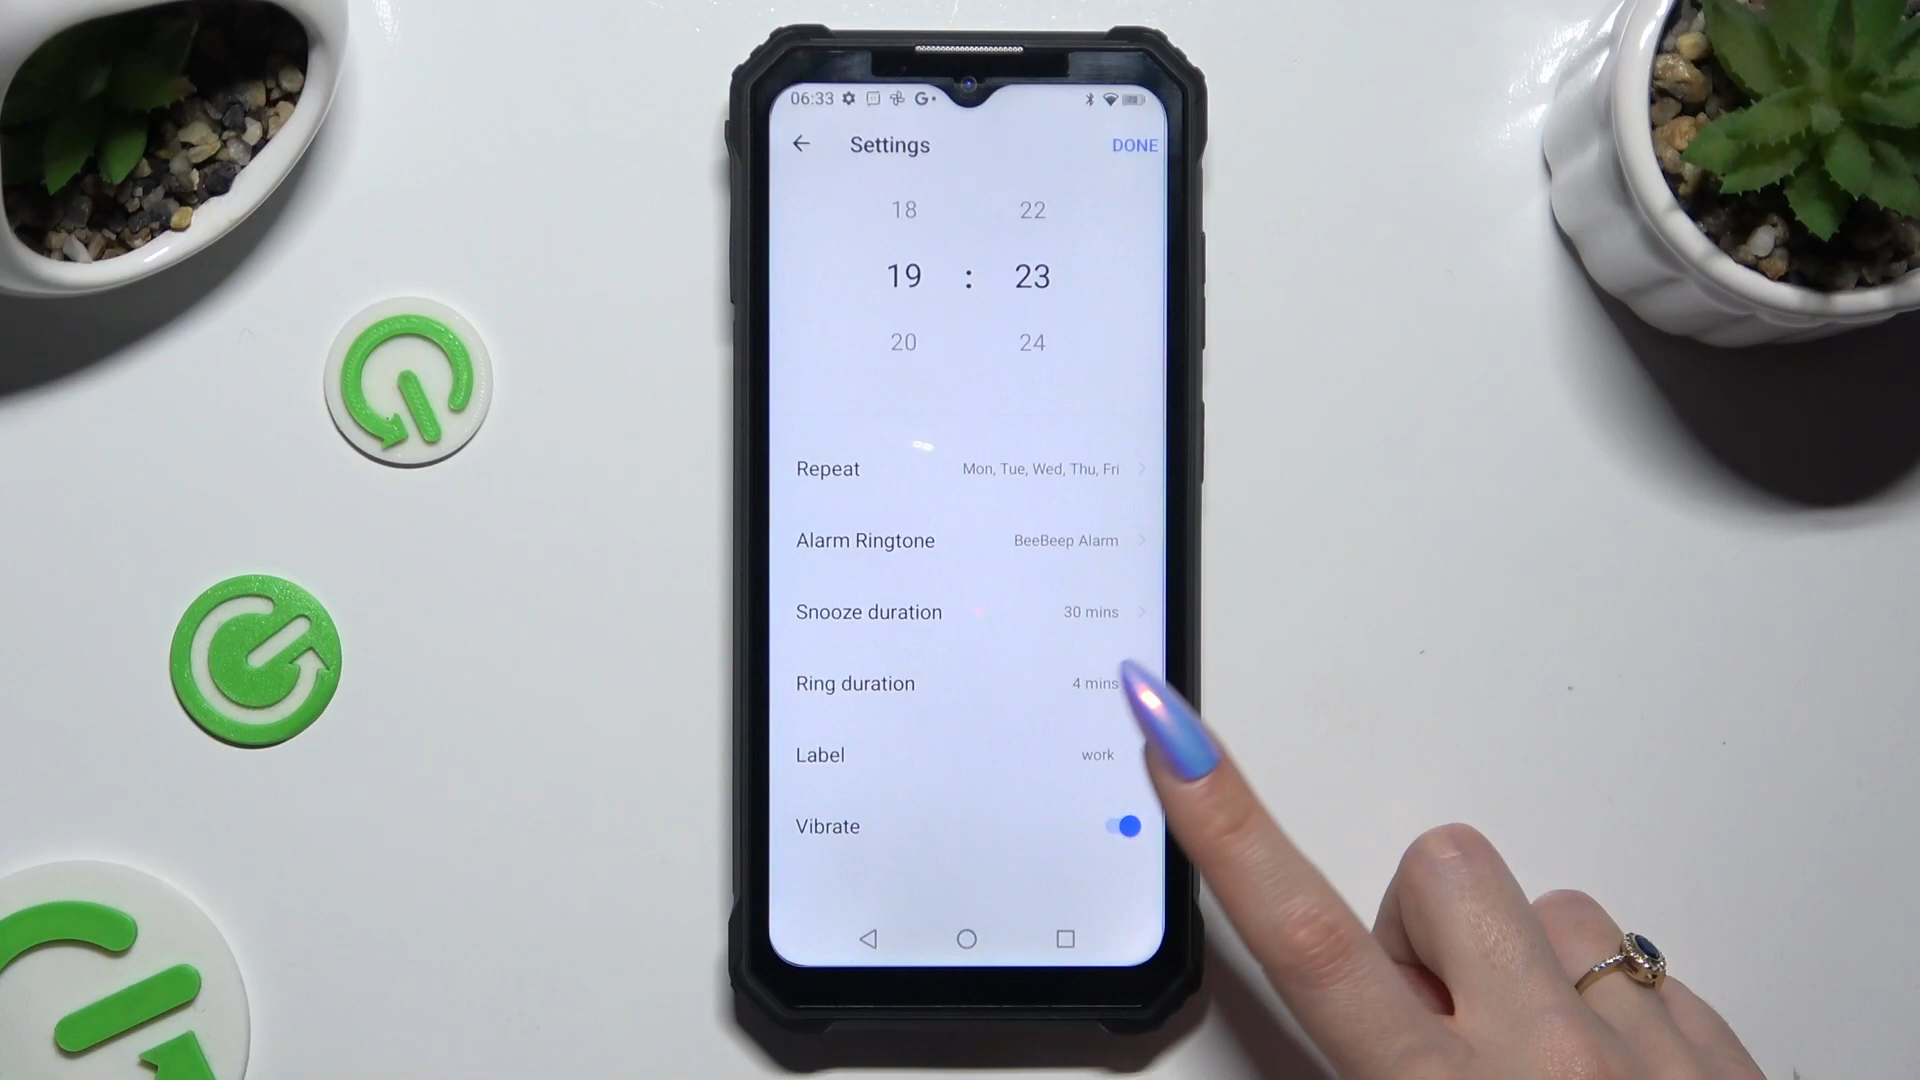 06:33 G
Settings DONE
18 22
19 : 23
20 24
Repeat Mon, Tue, Wed, Thu, Fri
Alarm Ringtone BeeBeep Alarm
Snooze duration 30 mins
Ring duration 4 mins
Label work
Vibrate